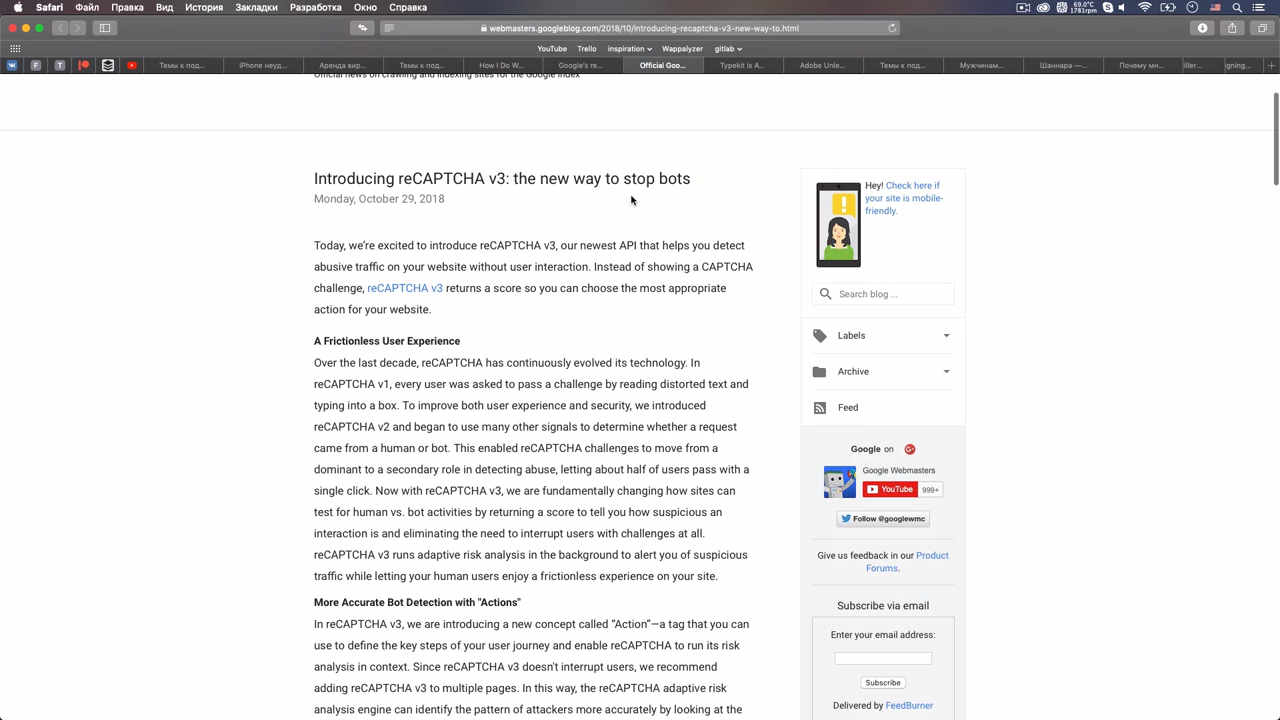 Safari Файл Правка Вид История Закладки Разработка Окно Справка
69.0°C
1781rpm
webmasters.googleblog.com/2018/10/introducing-recaptcha-v3-new-way-to.html
YouTube Trello inspiration Wappalyzer gitlab
Темы к под... iPhone неуд... Аренда вир... Темы к под... How I Do W... Google's re... Official Goo... Typekit is A... Adobe Unle... Темы к под... Мужчинам... Шаннара —... Почему мн... iller... gning...
Official news on crawling and indexing sites for the Google index
Introducing reCAPTCHA v3: the new way to stop bots
Monday, October 29, 2018
Today, we're excited to introduce reCAPTCHA v3, our newest API that helps you detect
abusive traffic on your website without user interaction. Instead of showing a CAPTCHA
challenge, reCAPTCHA v3 returns a score so you can choose the most appropriate
action for your website.
A Frictionless User Experience
Over the last decade, reCAPTCHA has continuously evolved its technology. In
reCAPTCHA v1, every user was asked to pass a challenge by reading distorted text and
typing into a box. To improve both user experience and security, we introduced
reCAPTCHA v2 and began to use many other signals to determine whether a request
came from a human or bot. This enabled reCAPTCHA challenges to move from a
dominant to a secondary role in detecting abuse, letting about half of users pass with a
single click. Now with reCAPTCHA v3, we are fundamentally changing how sites can
test for human vs. bot activities by returning a score to tell you how suspicious an
interaction is and eliminating the need to interrupt users with challenges at all.
reCAPTCHA v3 runs adaptive risk analysis in the background to alert you of suspicious
traffic while letting your human users enjoy a frictionless experience on your site.
More Accurate Bot Detection with "Actions"
In reCAPTCHA v3, we are introducing a new concept called “Action”—a tag that you can
use to define the key steps of your user journey and enable reCAPTCHA to run its risk
analysis in context. Since reCAPTCHA v3 doesn't interrupt users, we recommend
adding reCAPTCHA v3 to multiple pages. In this way, the reCAPTCHA adaptive risk
analysis engine can identify the pattern of attackers more accurately by looking at the
Hey! Check here if
your site is mobile-
friendly.
Search blog ...
Labels
Archive
Feed
Google on
Google Webmasters
YouTube 999+
Follow @googlewmc
Give us feedback in our Product
Forums.
Subscribe via email
Enter your email address:
Subscribe
Delivered by FeedBurner